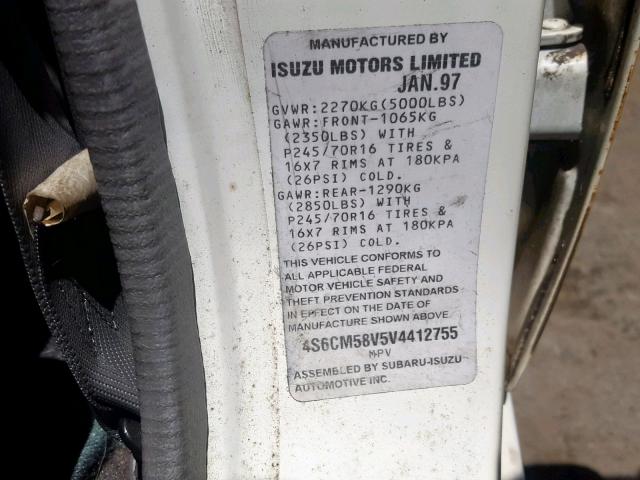 MANUFACTURED BY
ISUZU MOTORS LIMITED
JAN.97
GVWR:2270KG(5000LBS)
GAWR:FRONT-1065KG
(2350LBS) WITH
P245/70R16 TIRES &
16X7 RIMS AT 180KPA
(26PSI) COLD.
GAWR:REAR-1290KG
(2850LBS) WITH
P245/70R16 TIRES &
16X7 RIMS AT 180KPA
(26PSI) COLD.
THIS VEHICLE CONFORMS TO
ALL APPLICABLE FEDERAL
MOTOR VEHICLE SAFETY AND
THEFT PREVENTION STANDARDS
IN EFFECT ON THE DATE OF
MANUFACTURE SHOWN ABOVE
4S6CM58V5V4412755
MPV
ASSEMBLED BY SUBARU-ISUZU
AUTOMOTIVE INC.